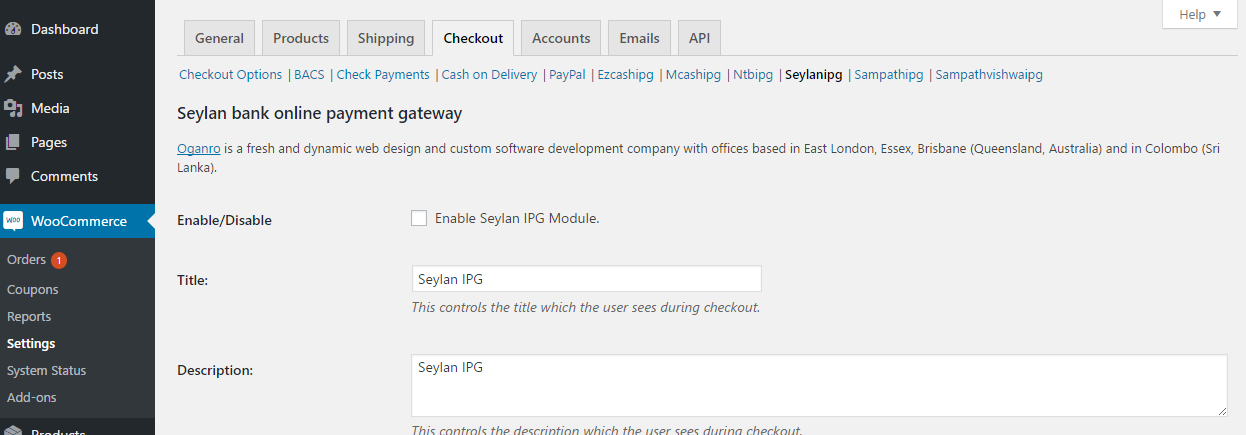 Help
Dashboard
Posts
Media
Pages
Comments
WOO WooCommerce
Orders 1
Coupons
Reports
Settings
System Status
Add-ons
Products
General Products Shipping Checkout Accounts Emails API
Checkout Options | BACS | Check Payments | Cash on Delivery | PayPal | Ezcashipg | Mcashipg | Ntbipg | Seylanipg | Sampathipg | Sampathvishwaipg
Seylan bank online payment gateway
Oganro is a fresh and dynamic web design and custom software development company with offices based in East London, Essex, Brisbane (Queensland, Australia) and in Colombo (Sri
Lanka).
Enable/Disable Enable Seylan IPG Module.
Title: Seylan IPG
This controls the title which the user sees during checkout.
Description: Seylan IPG
This controls the description which the user sees during checkout.